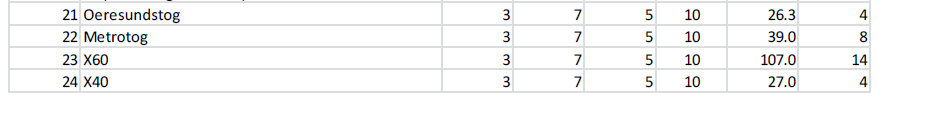 21 Oeresundstog 3 7 5 10 26.3 4
22 Metrotog 3 7 5 10 39.0 8
23 X60 3 7 5 10 107.0 14
24 X40 3 7 5 10 27.0 4